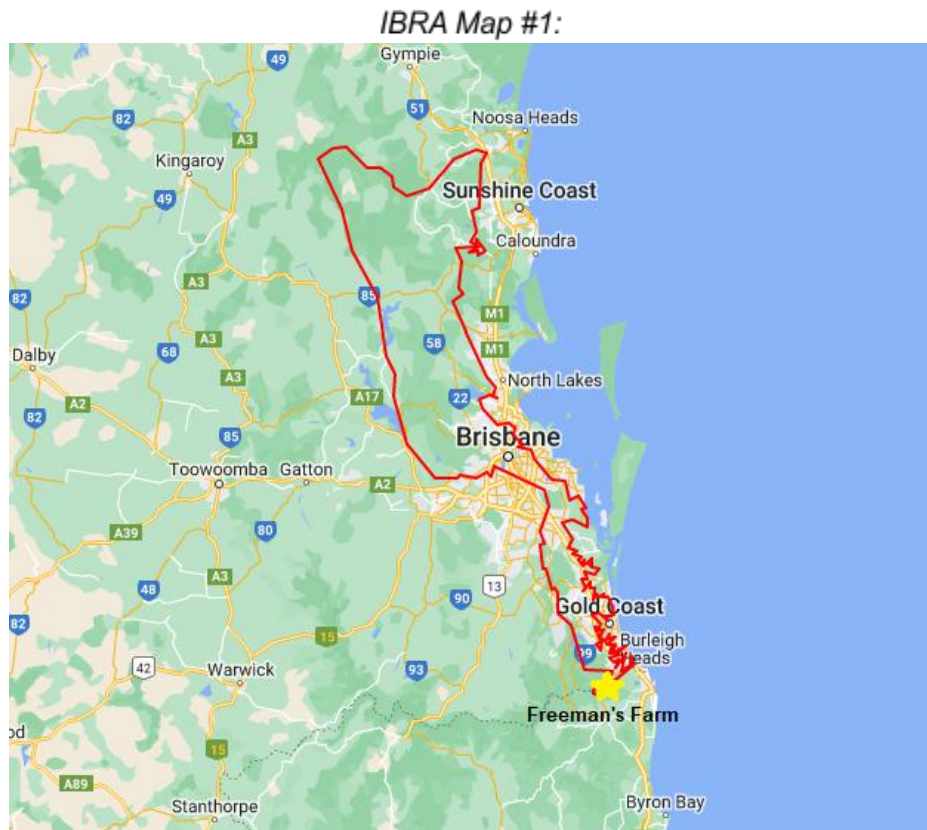 IBRA Map #1:
Gympie
49
51
82
A3
Noosa Heads
Kingaroy
49
Sunshine Coast
Caloundra
A3
82
85
M1
A3
58
M1
68
Dalby
A3
North Lakes
A17
22
A2
82
85
Brisbane
Toowoomba
Gatton
A2
A39
80
A3
13
48
90
Gold Coast
82
15
Burleigh
Heads
99
42
Warwick
93
Freeman's Farm
15
A89
Stanthorpe
Byron Bay